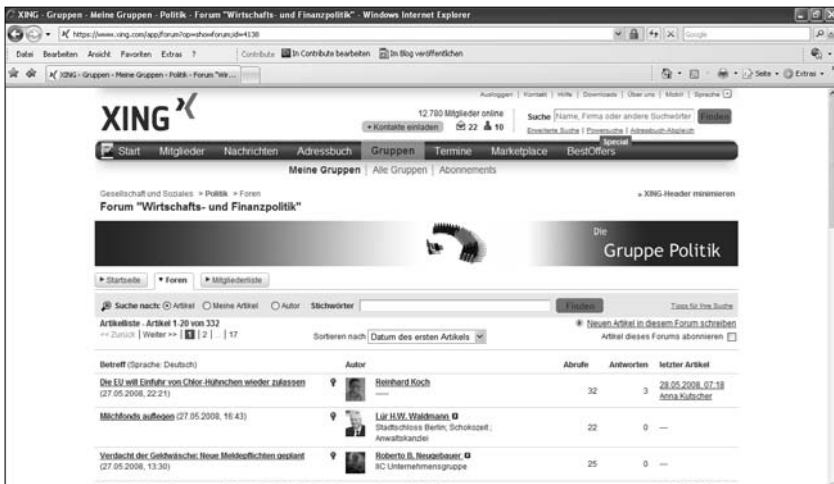 XING - Gruppen - Meine Gruppen - Politik - Forum "Wirtschafts- und Finanzpolitik" - Windows Internet Explorer
https://www.xing.com/app/forum?op=showforum;id=4138
Google
Datei Bearbeiten Ansicht Favoriten Extras ? Contribute In Contribute bearbeiten In Blog veröffentlichen
XING - Gruppen - Meine Gruppen - Politik - Forum "Wir...
Seite Extras
Ausloggen | Kontakt | Hilfe | Downloads | Über uns | Mobil | Sprache
XING
12.780 Mitglieder online
Suche Name, Firma oder andere Suchwörter Finden
Kontakte einladen 22 10
Erweiterte Suche | Powersuche | Adressbuch-Abgleich
Special
Start Mitglieder Nachrichten Adressbuch Gruppen Termine Marketplace BestOffers
Meine Gruppen | Alle Gruppen | Abonnements
Gesellschaft und Soziales > Politik > Foren
XING-Header minimieren
Forum "Wirtschafts- und Finanzpolitik"
Die
Gruppe Politik
Startseite Foren Mitgliederliste
Suche nach: Artikel Meine Artikel Autor Stichwörter Finden Tipps für Ihre Suche
Artikelliste - Artikel 1-20 von 332
Neuen Artikel in diesem Forum schreiben
<< Zurück | Weiter >> | 1 | 2 | ... | 17
Sortieren nach Datum des ersten Artikels
Artikel dieses Forums abonnieren
Betreff (Sprache: Deutsch) Autor Abrufe Antworten letzter Artikel
Die EU will Einfuhr von Chlor-Hühnchen wieder zulassen
(27.05.2008, 22:21)
Reinhard Koch
-----
32 3
28.05.2008, 07:18
Anna Kutscher
Milchfonds auflegen (27.05.2008, 16:43)
Lür H.W. Waldmann
Stadtschloss Berlin; Schokozeit;
Anwaltskandei
22 0 ---
Verdacht der Geldwäsche: Neue Meldepflichten geplant
(27.05.2008, 13:30)
Roberto B. Neugebauer
IIC Unternehmensgruppe
25 0 ---